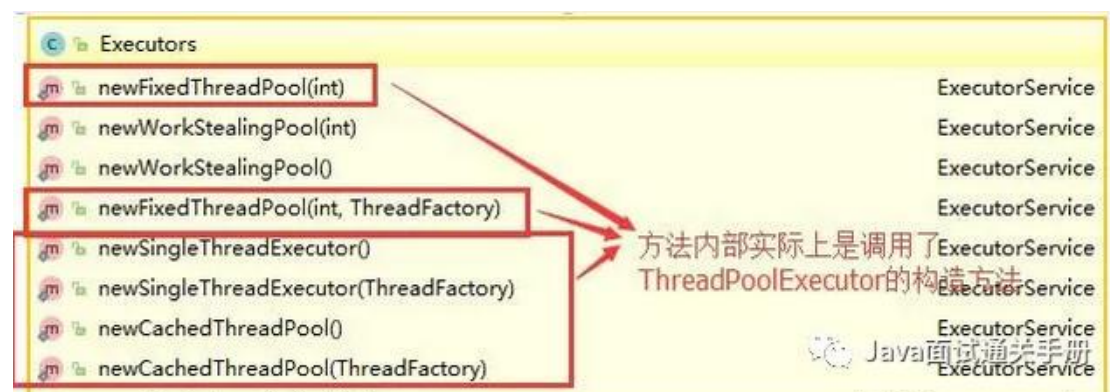 Executors
newFixedThreadPool(int) ExecutorService
newWorkStealingPool(int) ExecutorService
newWorkStealingPool() ExecutorService
newFixedThreadPool(int, ThreadFactory) ExecutorService
newSingleThreadExecutor() ExecutorService
newSingleThreadExecutor(ThreadFactory) ExecutorService
newCachedThreadPool() ExecutorService
newCachedThreadPool(ThreadFactory) ExecutorService
方法内部实际上是调用了
ThreadPoolExecutor的构造方法
Java面试通关手册